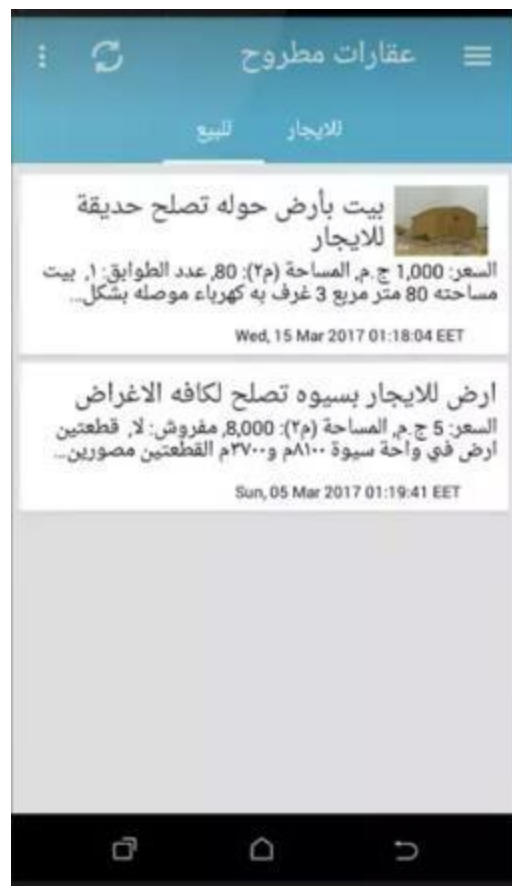 عقارات مطروح
للايجار
للبيع
بيت بأرض حوله تصلح حديقة
للايجار
السعر: 1,000 ج.م, المساحة (م٢): 80, عدد الطوابق: ١, بيت
مساحته 80 متر مربع 3 غرف به كهرباء موصله بشكل...
Wed, 15 Mar 2017 01:18:04 EET
ارض للايجار بسيوه تصلح لكافه الاغراض
السعر: 5 ج.م, المساحة (م٢): 8,000, مفروش: لا, قطعتين
ارض في واحة سيوة ٨١٠٠م و٣٧٠٠م القطعتين مصورين...
Sun, 05 Mar 2017 01:19:41 EET